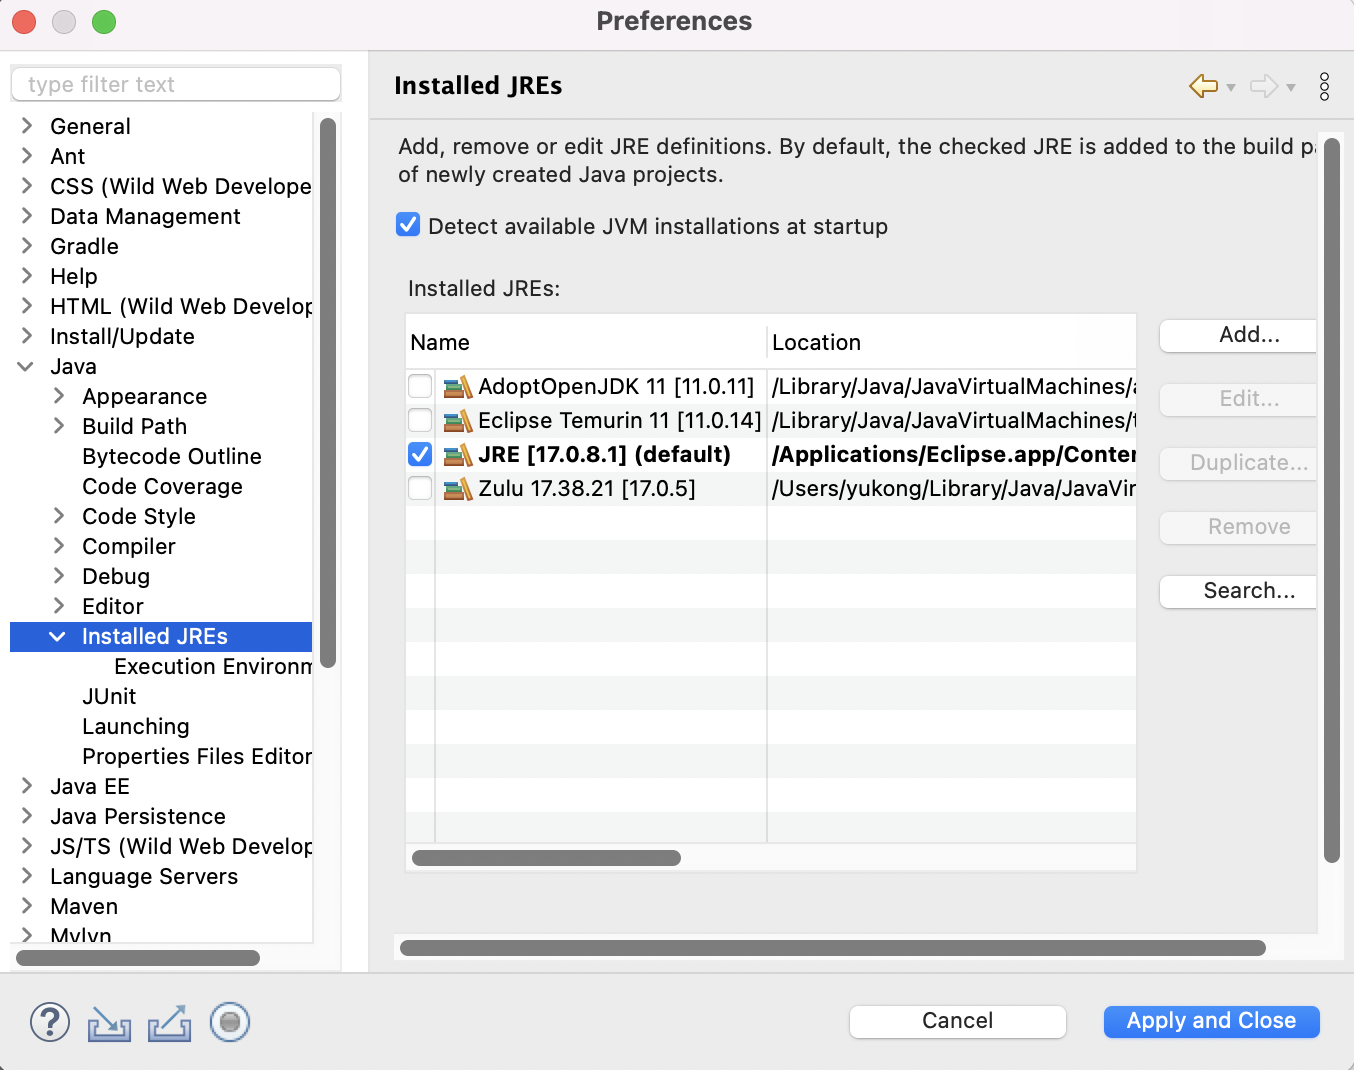 Preferences
type filter text
General
Ant
CSS (Wild Web Develope
Data Management
Gradle
Help
HTML (Wild Web Develop
Install/Update
Java
Appearance
Build Path
Bytecode Outline
Code Coverage
Code Style
Compiler
Debug
Editor
Installed JREs
Execution Environm
JUnit
Launching
Properties Files Editor
Java EE
Java Persistence
JS/TS (Wild Web Develop
Language Servers
Maven
Mylyn
Installed JREs
Add, remove or edit JRE definitions. By default, the checked JRE is added to the build pa
of newly created Java projects.
Detect available JVM installations at startup
Installed JREs:
Name Location
AdoptOpenJDK 11 [11.0.11] /Library/Java/JavaVirtualMachines/a
Eclipse Temurin 11 [11.0.14] /Library/Java/JavaVirtualMachines/t
JRE [17.0.8.1] (default) /Applications/Eclipse.app/Conten
Zulu 17.38.21 [17.0.5] /Users/yukong/Library/Java/JavaVir
Add...
Edit...
Duplicate...
Remove
Search...
?
Cancel
Apply and Close